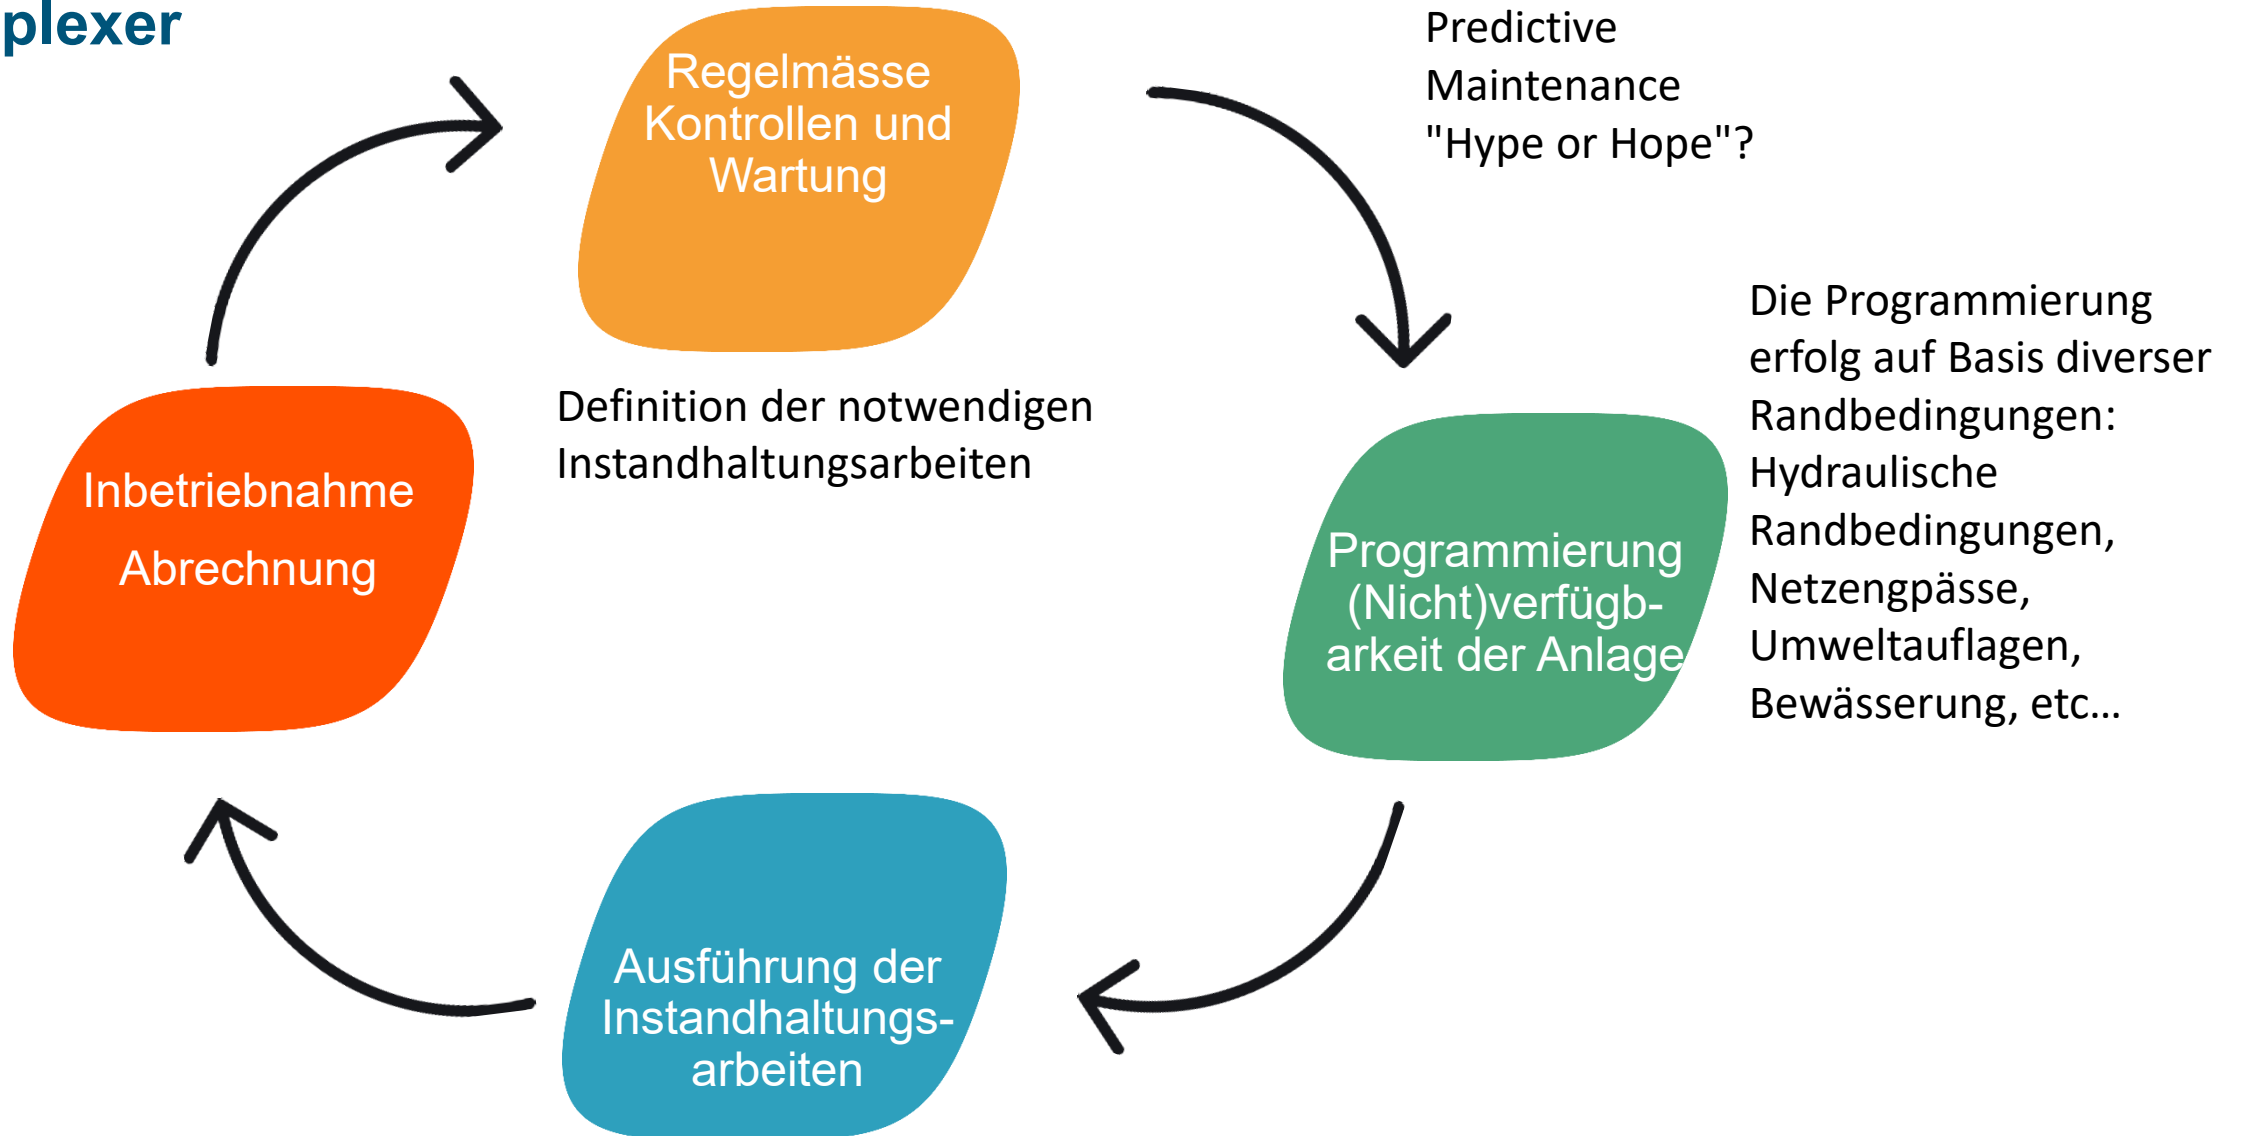 plexer
Regelmässe
Kontrollen und
Wartung
Predictive
Maintenance
"Hype or Hope"?
Definition der notwendigen
Instandhaltungsarbeiten
Die Programmierung
erfolg auf Basis diverser
Randbedingungen:
Hydraulische
Randbedingungen,
Netzengpässe,
Umweltauflagen,
Bewässerung, etc…
Inbetriebnahme
Abrechnung
Programmierung
(Nicht)verfügb-
arkeit der Anlage
Ausführung der
Instandhaltungs-
arbeiten